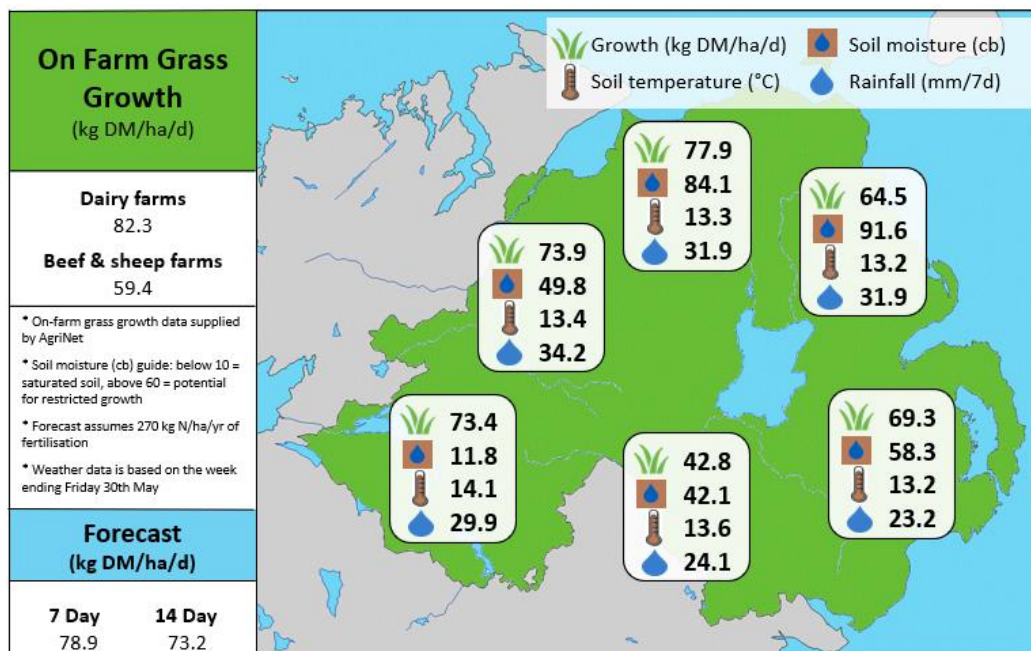 On Farm Grass
Growth
(kg DM/ha/d)
Dairy farms
82.3
Beef & sheep farms
59.4
* On-farm grass growth data supplied
by AgriNet
* Soil moisture (cb) guide: below 10 =
saturated soil, above 60 = potential
for restricted growth
* Forecast assumes 270 kg N/ha/yr of
fertilisation
* Weather data is based on the week
ending Friday 30th May
Forecast
(kg DM/ha/d)
7 Day 14 Day
78.9 73.2
Growth (kg DM/ha/d) Soil moisture (cb)
Soil temperature (°C) Rainfall (mm/7d)
77.9
84.1
13.3
31.9
64.5
91.6
13.2
31.9
73.9
49.8
13.4
34.2
73.4
11.8
14.1
29.9
42.8
42.1
13.6
24.1
69.3
58.3
13.2
23.2